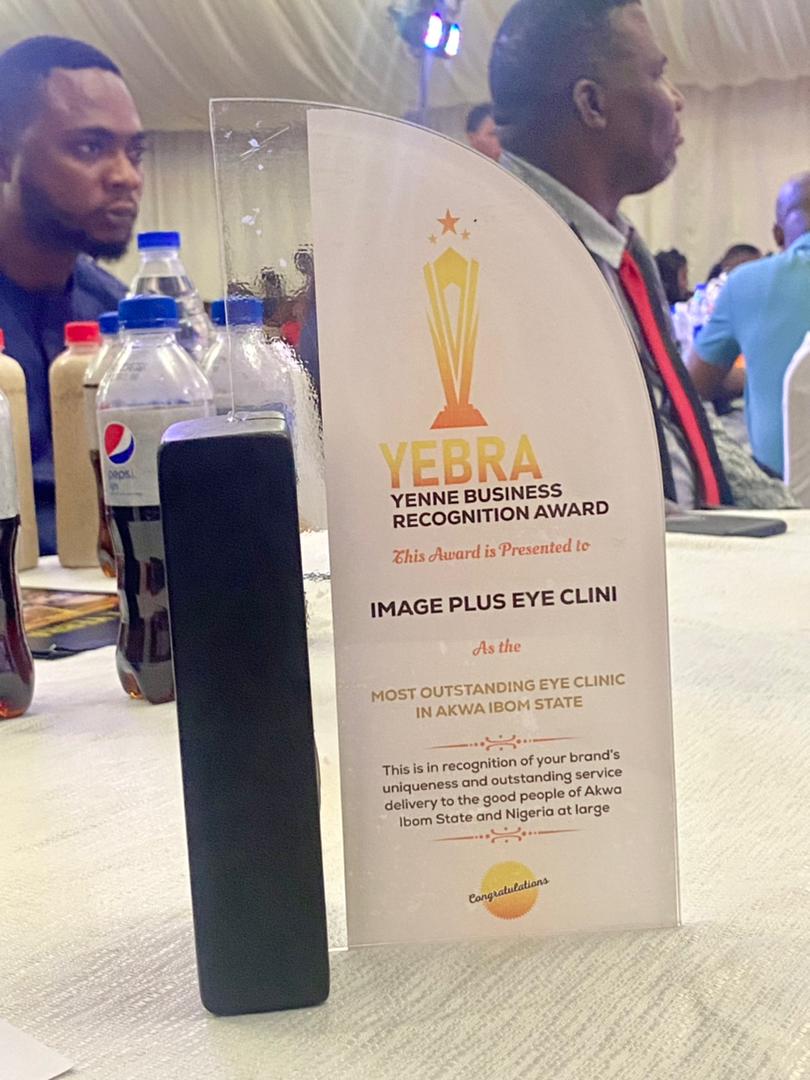 YEBRA
YENNE BUSINESS
RECOGNITION AWARD
This Award is Presented to
IMAGE PLUS EYE CLINI
As the
MOST OUTSTANDING EYE CLINIC
IN AKWA IBOM STATE
This is in recognition of your brand's
uniqueness and outstanding service
delivery to the good people of Akwa
Ibom State and Nigeria at large
Congratulations
pepsi